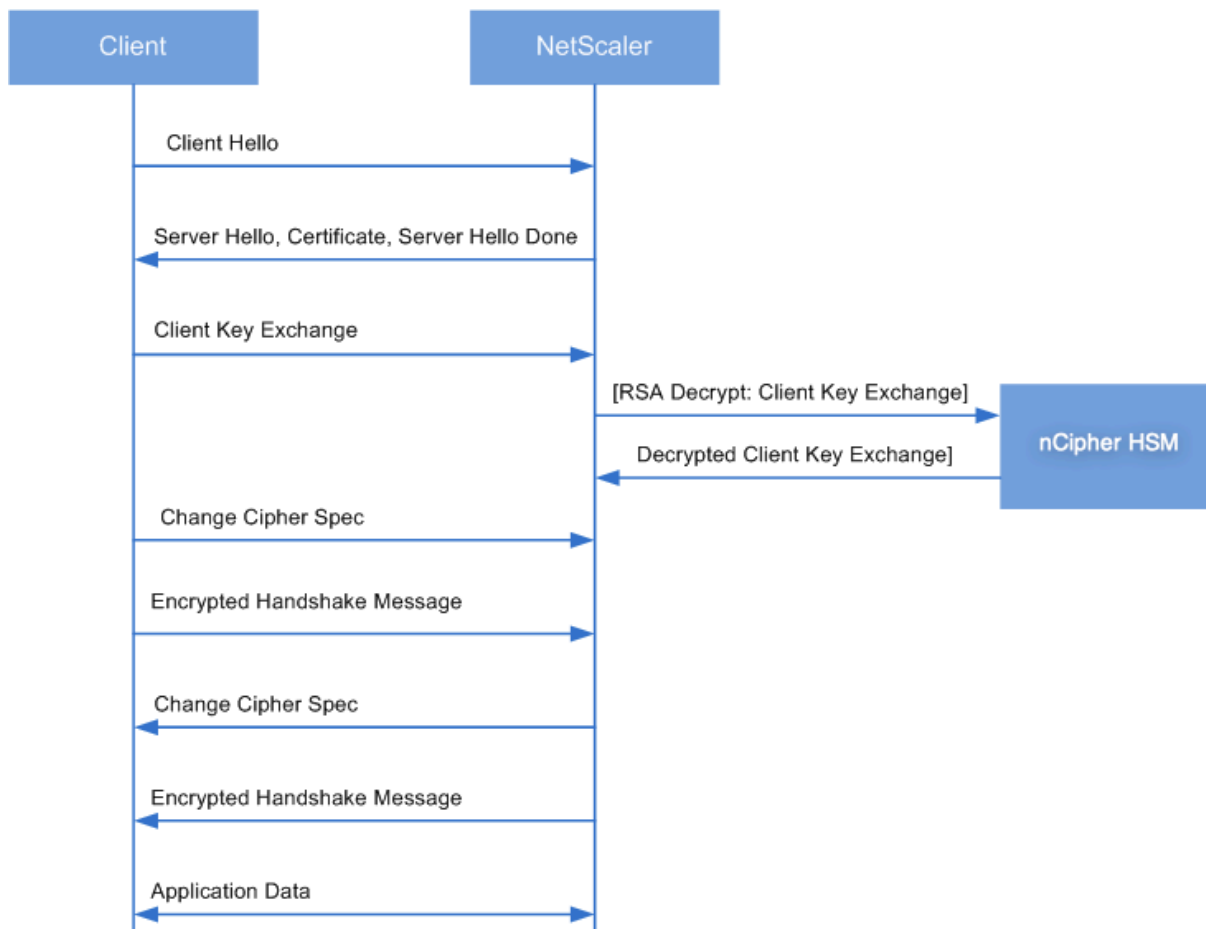 Client
NetScaler
Client Hello
Server Hello, Certificate, Server Hello Done
Client Key Exchange
[RSA Decrypt: Client Key Exchange]
nCipher HSM
Decrypted Client Key Exchange]
Change Cipher Spec
Encrypted Handshake Message
Change Cipher Spec
Encrypted Handshake Message
Application Data